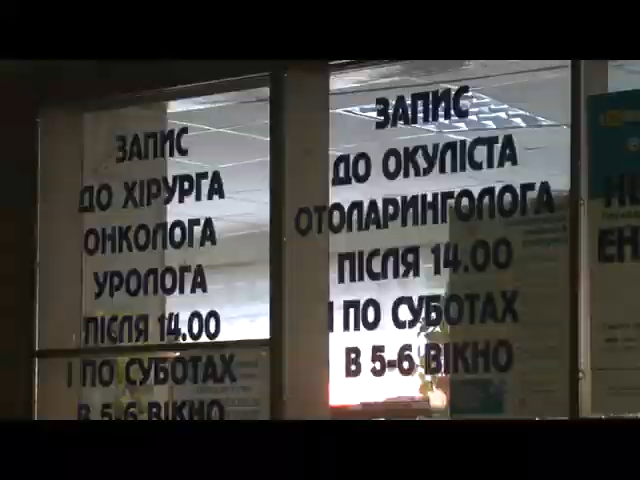 ЗАПИС
ДО ХІРУРГА
ОНКОЛОГА
УРОЛОГА
ПІСЛЯ 14.00
І ПО СУБОТАХ
В 5-6 ВІКНО
ЗАПИС
ДО ОКУЛІСТА
ОТОЛАРИНГОЛОГА
ПІСЛЯ 14.00
І ПО СУБОТАХ
В 5-6 ВІКНО